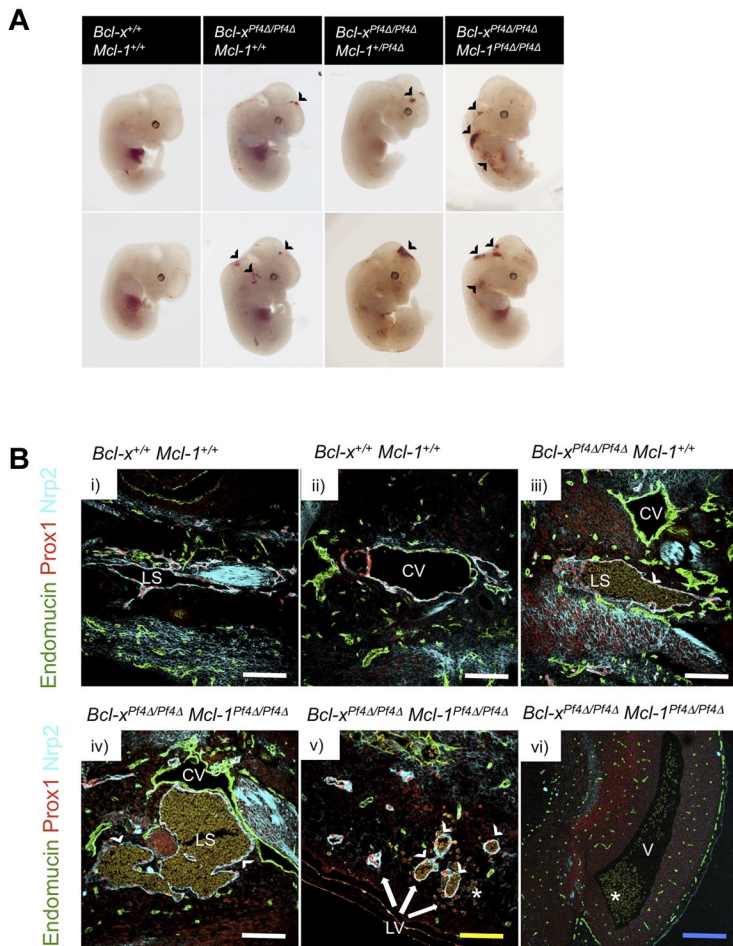 A
Bcl-x+/+
Mcl-1+/+
Bcl-xPf4Δ/Pf4Δ
Mcl-1+/+
Bcl-xPf4Δ/Pf4Δ
Mcl-1+/Pf4Δ
Bcl-xPf4Δ/Pf4Δ
Mcl-1Pf4Δ/Pf4Δ
B
Endomucin Prox1 Nrp2
Bcl-x+/+ Mcl-1+/+
i)
LS
Bcl-x+/+ Mcl-1+/+
ii)
CV
Bcl-xPf4Δ/Pf4Δ Mcl-1+/+
iii)
CV
LS
Endomucin Prox1 Nrp2
Bcl-xPf4Δ/Pf4Δ Mcl-1Pf4Δ/Pf4Δ
iv)
CV
LS
Bcl-xPf4Δ/Pf4Δ Mcl-1Pf4Δ/Pf4Δ
v)
*
LV
Bcl-xPf4Δ/Pf4Δ Mcl-1Pf4Δ/Pf4Δ
vi)
V
*